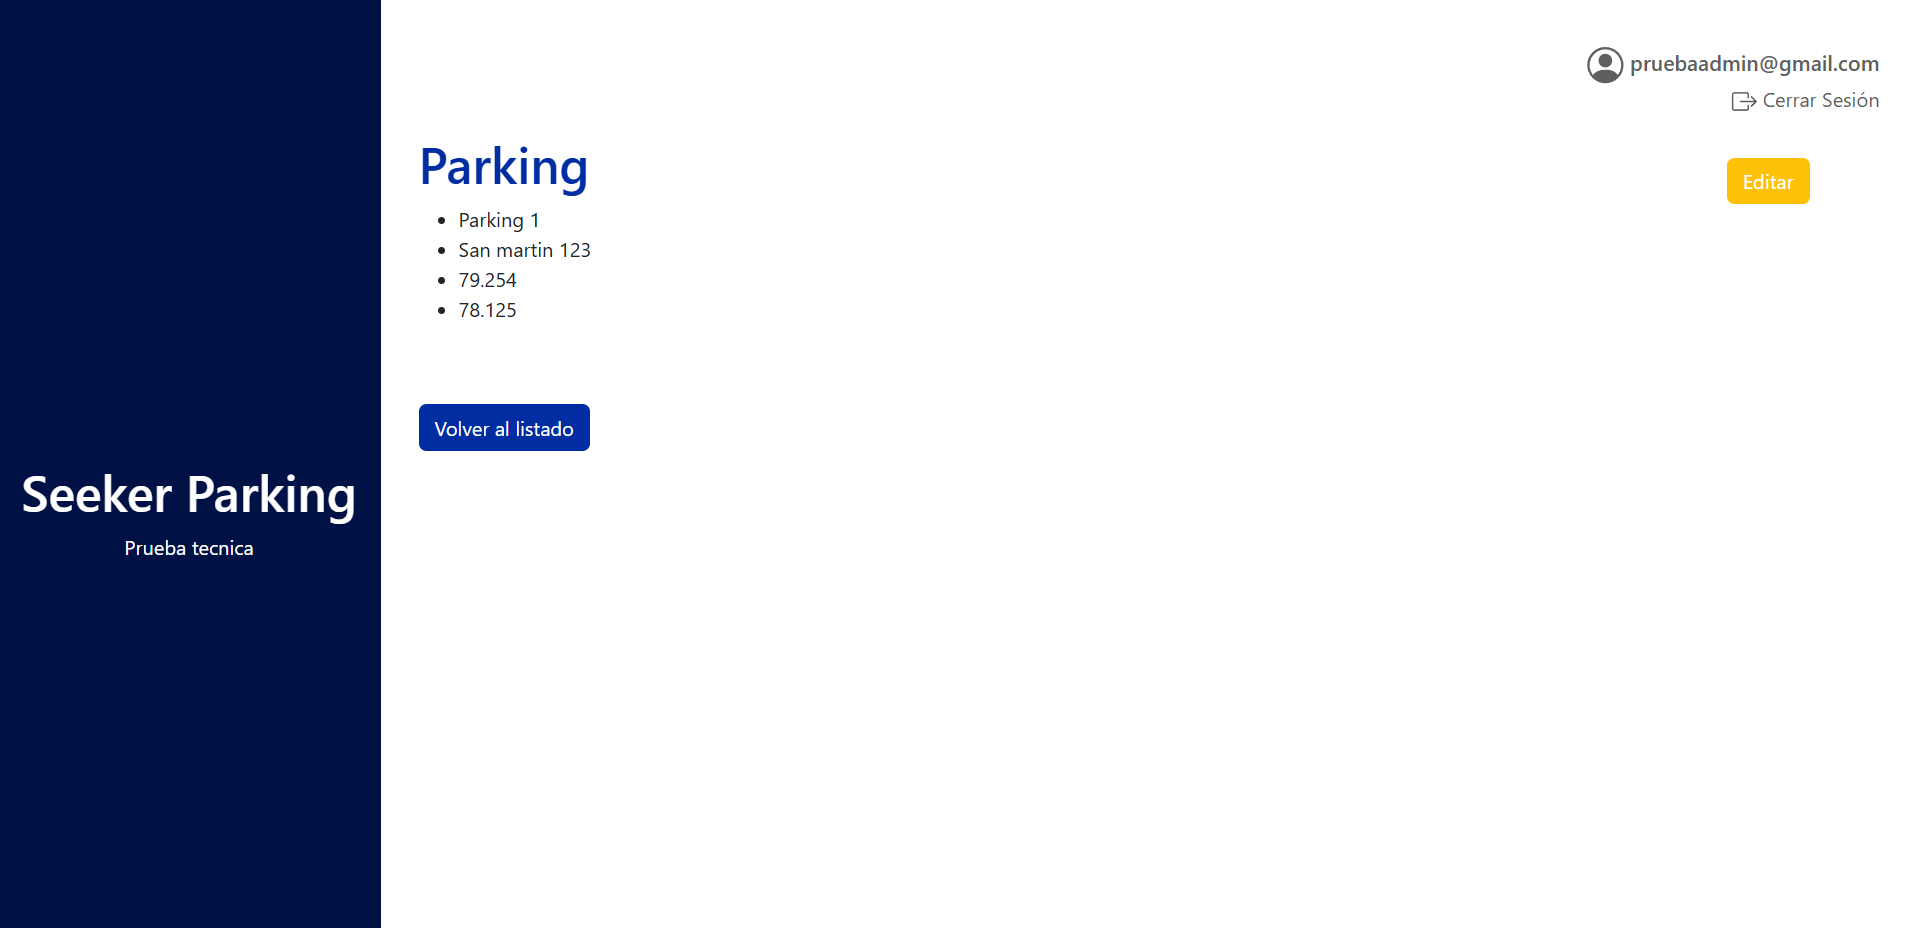 Seeker Parking
Prueba tecnica
pruebaadmin@gmail.com
Cerrar Sesión
Parking
Editar
Parking 1
San martin 123
79.254
78.125
Volver al listado